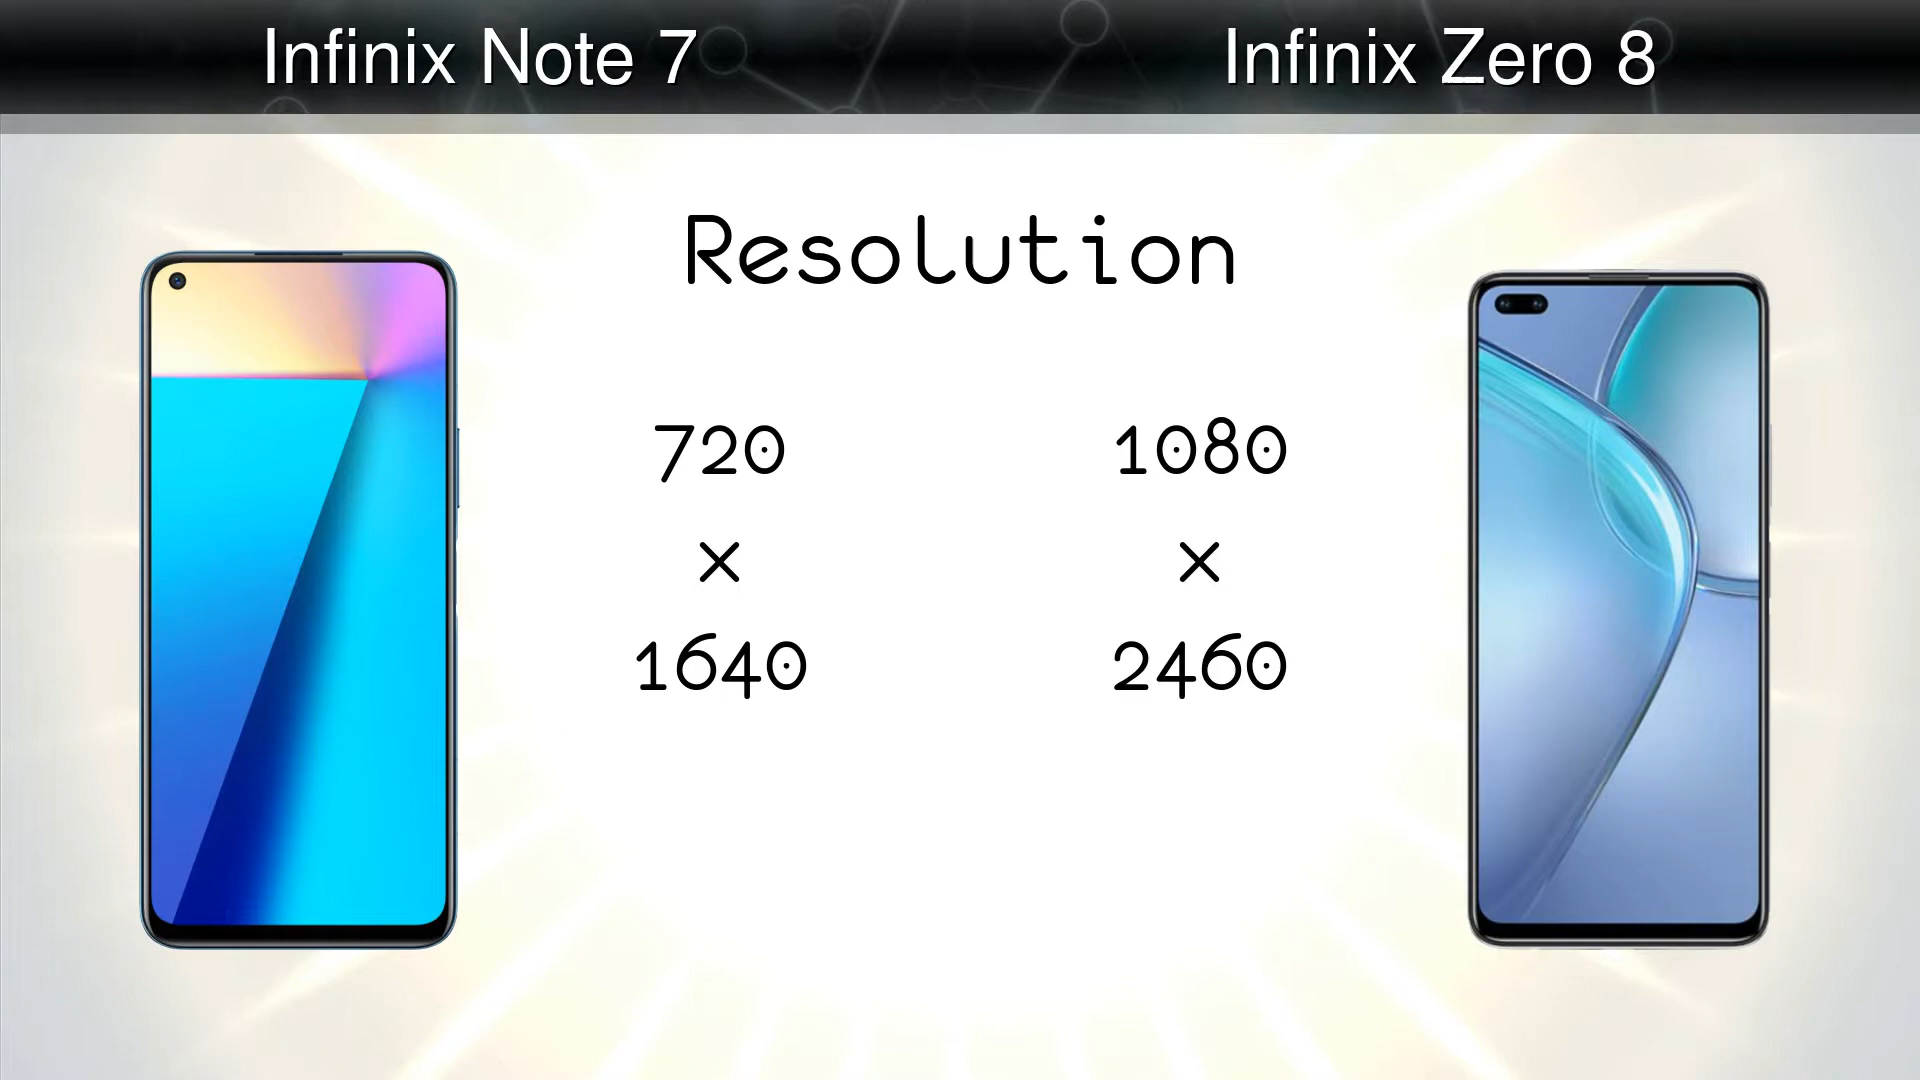 Infinix Note 7 Infinix Zero 8
Resolution
720 1080
× ×
1640 2460